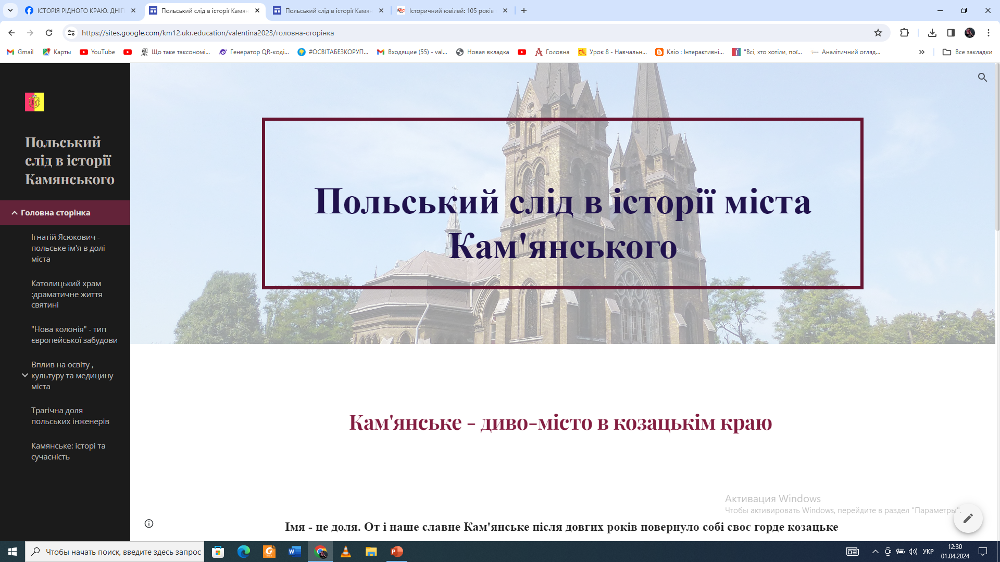 ІСТОРІЯ РІДНОГО КРАЮ. ДНІП
Польський слід в історії Камян
Польський слід в історії Камян
Історичний ювілей: 105 років
https://sites.google.com/km12.ukr.education/valentina2023/головна-сторінка
Gmail
Карты
YouTube
Що таке таксономі...
Генератор QR-коді...
#ОСВІТАБЕЗКОРУП...
Входящие (55) - val...
Новая вкладка
Головна
Урок 8 - Навчальн...
Кліо : Інтерактивні...
"Всі, хто хотіли, пої...
Аналітичний огляд...
Все закладки
Польський
слід в історії
Камянського
Головна сторінка
Ігнатій Ясюкович -
польське ім'я в долі
міста
Католицький храм
:драматичне життя
святині
"Нова колонія" - тип
європейської забудови
Вплив на освіту ,
культуру та медицину
міста
Трагічна доля
польських інженерів
Камянське: історі та
сучасність
Польський слід в історії міста
Кам'янського
Кам'янське - диво-місто в козацькім краю
Імя - це доля. От і наше славне Кам'янське після довгих років повернуло собі своє горде козацьке
Активация Windows
Чтобы активировать Windows, перейдите в раздел "Параметры".
Чтобы начать поиск, введите здесь запрос
УКР
12:30
01.04.2024